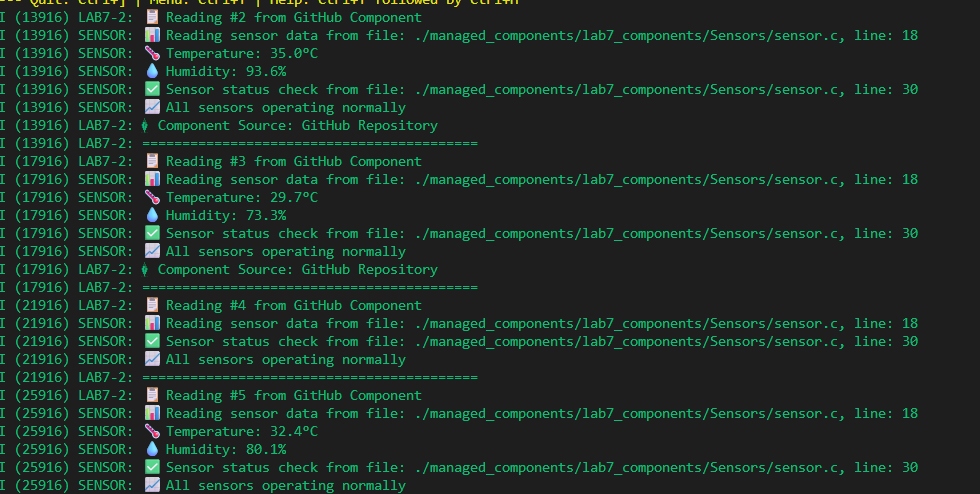 --- Quit: Ctrl+] | Menu: Ctrl+T | Help: Ctrl+T followed by Ctrl+H
I (13916) LAB7-2: 📋 Reading #2 from GitHub Component
I (13916) SENSOR: 📊 Reading sensor data from file: ./managed_components/lab7_components/Sensors/sensor.c, line: 18
I (13916) SENSOR: 🌡️ Temperature: 35.0°C
I (13916) SENSOR: 💧 Humidity: 93.6%
I (13916) SENSOR: ✅ Sensor status check from file: ./managed_components/lab7_components/Sensors/sensor.c, line: 30
I (13916) SENSOR: 📈 All sensors operating normally
I (13916) LAB7-2: Component Source: GitHub Repository
I (13916) LAB7-2: ==========================================
I (17916) LAB7-2: 📋 Reading #3 from GitHub Component
I (17916) SENSOR: 📊 Reading sensor data from file: ./managed_components/lab7_components/Sensors/sensor.c, line: 18
I (17916) SENSOR: 🌡️ Temperature: 29.7°C
I (17916) SENSOR: 💧 Humidity: 73.3%
I (17916) SENSOR: ✅ Sensor status check from file: ./managed_components/lab7_components/Sensors/sensor.c, line: 30
I (17916) SENSOR: 📈 All sensors operating normally
I (17916) LAB7-2: Component Source: GitHub Repository
I (17916) LAB7-2: ==========================================
I (21916) LAB7-2: 📋 Reading #4 from GitHub Component
I (21916) SENSOR: 📊 Reading sensor data from file: ./managed_components/lab7_components/Sensors/sensor.c, line: 18
I (21916) SENSOR: ✅ Sensor status check from file: ./managed_components/lab7_components/Sensors/sensor.c, line: 30
I (21916) SENSOR: 📈 All sensors operating normally
I (21916) LAB7-2: ==========================================
I (25916) LAB7-2: 📋 Reading #5 from GitHub Component
I (25916) SENSOR: 📊 Reading sensor data from file: ./managed_components/lab7_components/Sensors/sensor.c, line: 18
I (25916) SENSOR: 🌡️ Temperature: 32.4°C
I (25916) SENSOR: 💧 Humidity: 80.1%
I (25916) SENSOR: ✅ Sensor status check from file: ./managed_components/lab7_components/Sensors/sensor.c, line: 30
I (25916) SENSOR: 📈 All sensors operating normally